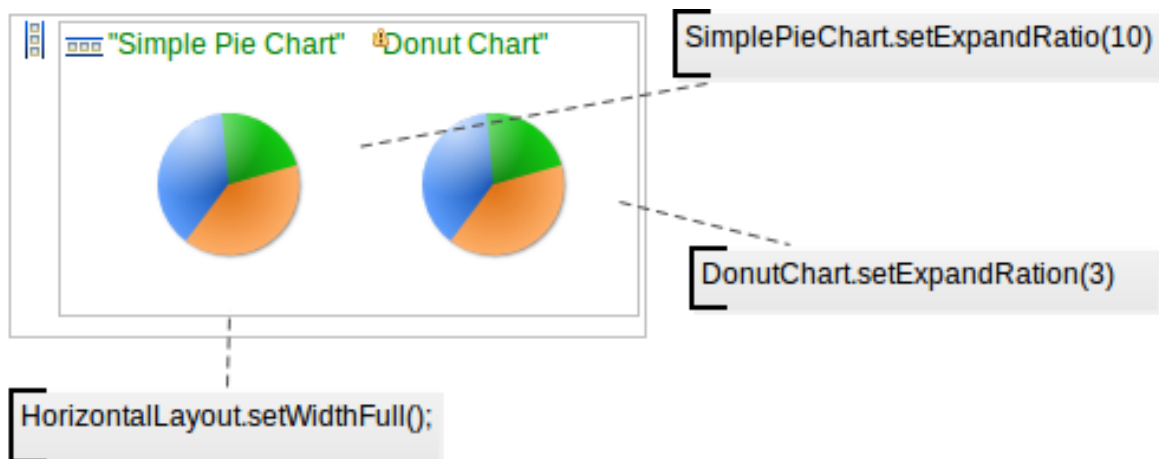 "Simple Pie Chart" Donut Chart"
SimplePieChart.setExpandRatio(10)
DonutChart.setExpandRation(3)
HorizontalLayout.setWidthFull();